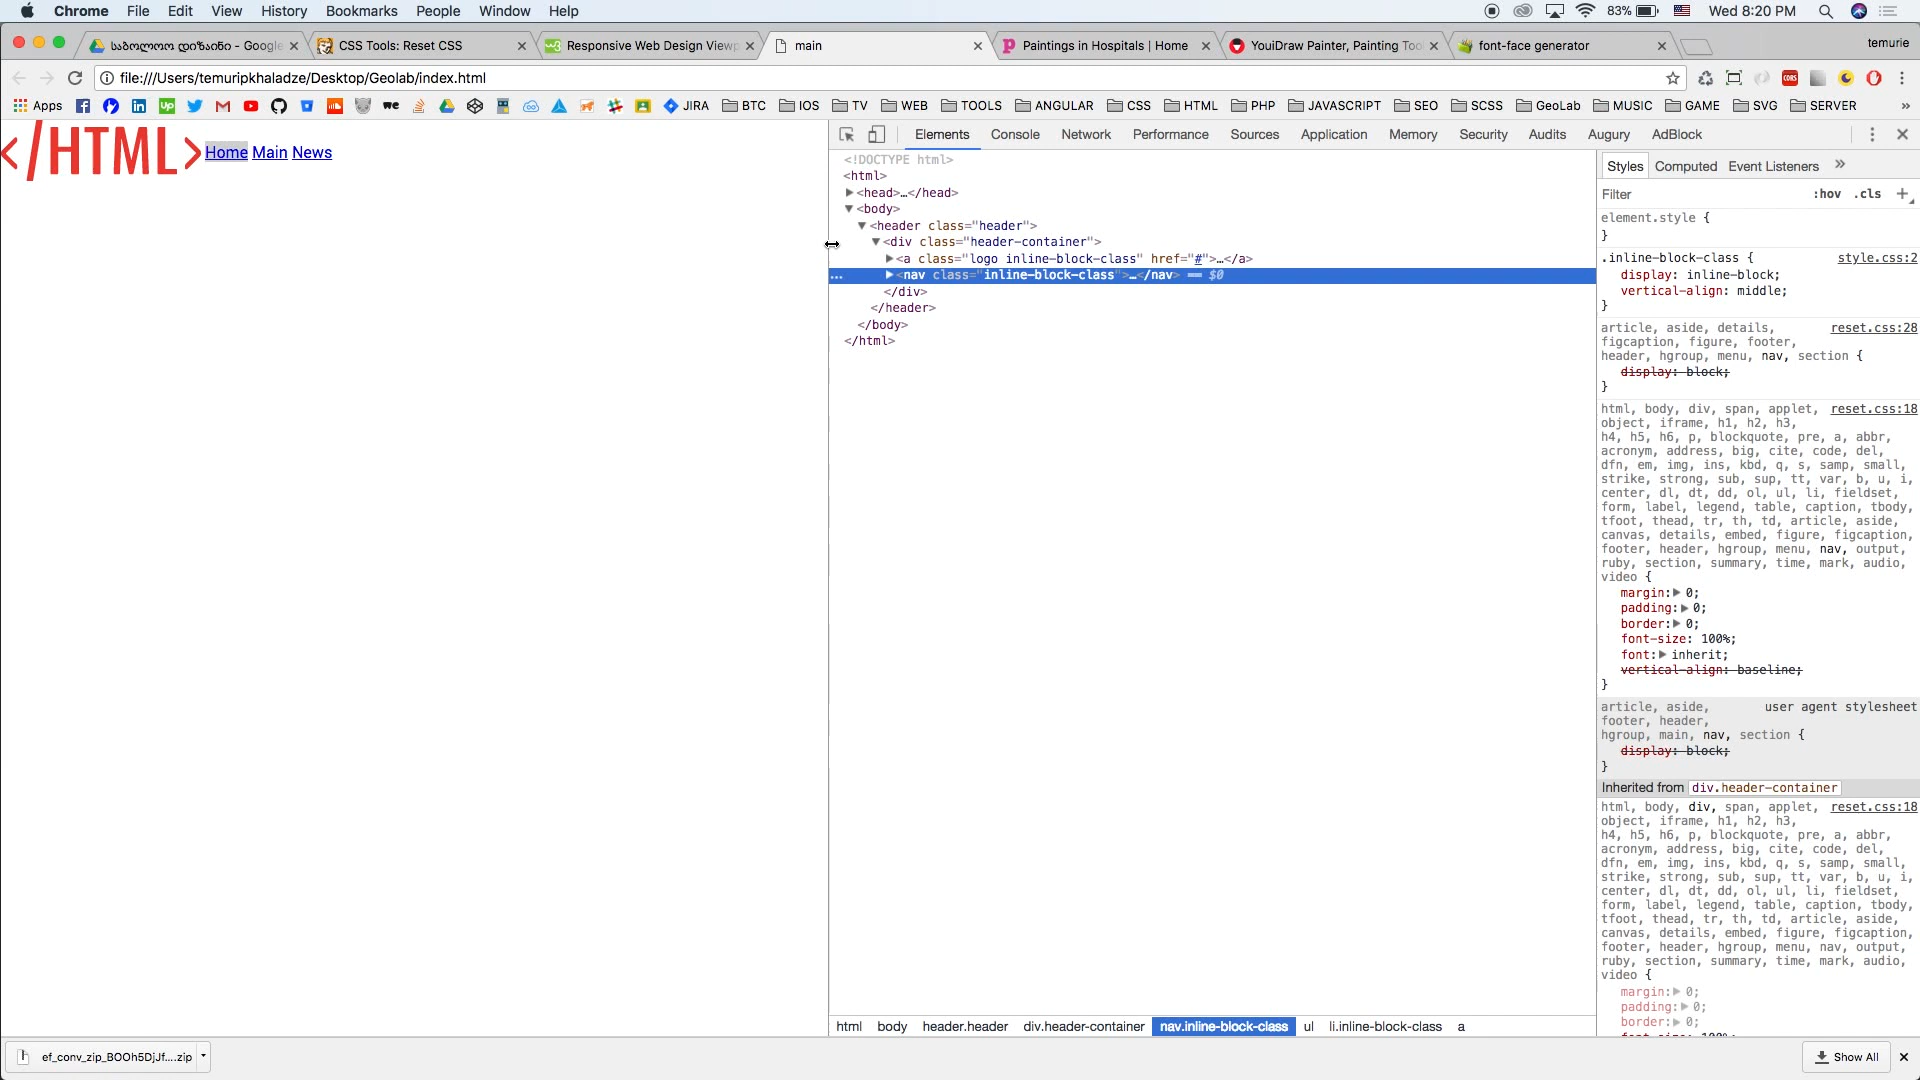 Chrome File Edit View History Bookmarks People Window Help 83% Wed 8:20 PM
საბოლოო დიზაინი - Google CSS Tools: Reset CSS Responsive Web Design Viewp main Paintings in Hospitals | Home YouiDraw Painter, Painting Too font-face generator temurie
file:///Users/temuripkhaladze/Desktop/Geolab/index.html
Apps JIRA BTC IOS TV WEB TOOLS ANGULAR CSS HTML PHP JAVASCRIPT SEO SCSS GeoLab MUSIC GAME SVG SERVER »
</HTML> Home Main News
Elements Console Network Performance Sources Application Memory Security Audits Augury AdBlock
<!DOCTYPE html>
<html>
<head>…</head>
<body>
<header class="header">
<div class="header-container">
<a class="logo inline-block-class" href="#">…</a>
… <nav class="inline-block-class">…</nav> == $0
</div>
</header>
</body>
</html>
Styles Computed Event Listeners »
Filter :hov .cls +
element.style {
}
.inline-block-class { style.css:2
display: inline-block;
vertical-align: middle;
}
article, aside, details, reset.css:28
figcaption, figure, footer,
header, hgroup, menu, nav, section {
display: block;
}
html, body, div, span, applet, reset.css:18
object, iframe, h1, h2, h3,
h4, h5, h6, p, blockquote, pre, a, abbr,
acronym, address, big, cite, code, del,
dfn, em, img, ins, kbd, q, s, samp, small,
strike, strong, sub, sup, tt, var, b, u, i,
center, dl, dt, dd, ol, ul, li, fieldset,
form, label, legend, table, caption, tbody,
tfoot, thead, tr, th, td, article, aside,
canvas, details, embed, figure, figcaption,
footer, header, hgroup, menu, nav, output,
ruby, section, summary, time, mark, audio,
video {
margin: 0;
padding: 0;
border: 0;
font-size: 100%;
font: inherit;
vertical-align: baseline;
}
article, aside, user agent stylesheet
footer, header,
hgroup, main, nav, section {
display: block;
}
Inherited from div.header-container
html, body, div, span, applet, reset.css:18
object, iframe, h1, h2, h3,
h4, h5, h6, p, blockquote, pre, a, abbr,
acronym, address, big, cite, code, del,
dfn, em, img, ins, kbd, q, s, samp, small,
strike, strong, sub, sup, tt, var, b, u, i,
center, dl, dt, dd, ol, ul, li, fieldset,
form, label, legend, table, caption, tbody,
tfoot, thead, tr, th, td, article, aside,
canvas, details, embed, figure, figcaption,
footer, header, hgroup, menu, nav, output,
ruby, section, summary, time, mark, audio,
video {
margin: 0;
padding: 0;
border: 0;
html body header.header div.header-container nav.inline-block-class ul li.inline-block-class a
ef_conv_zip_BOOh5DjJf....zip Show All